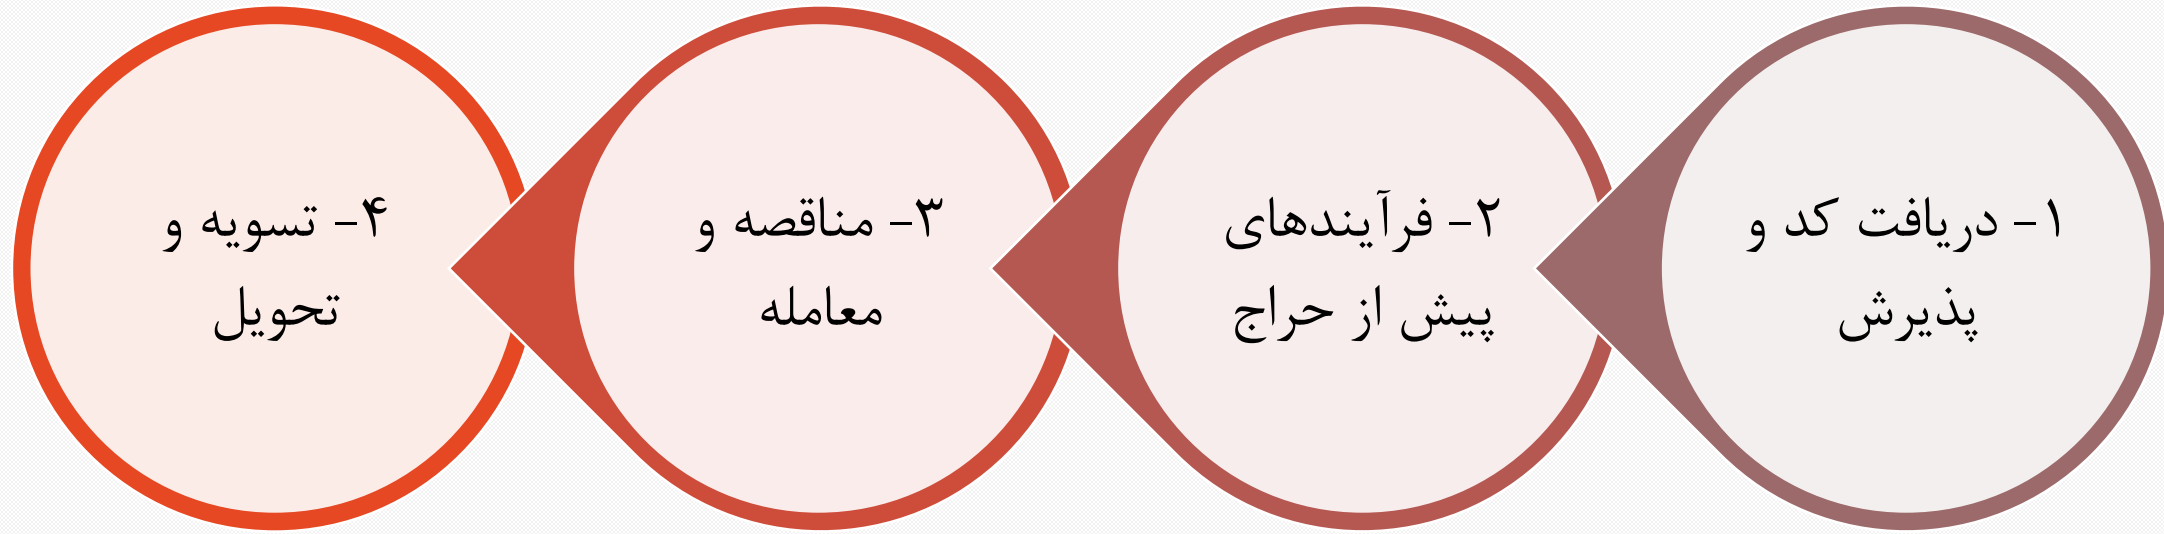 ۱- دریافت کد و
پذیرش
۲- فرآیندهای
پیش از حراج
۳- مناقصه و
معامله
۴- تسویه و
تحویل